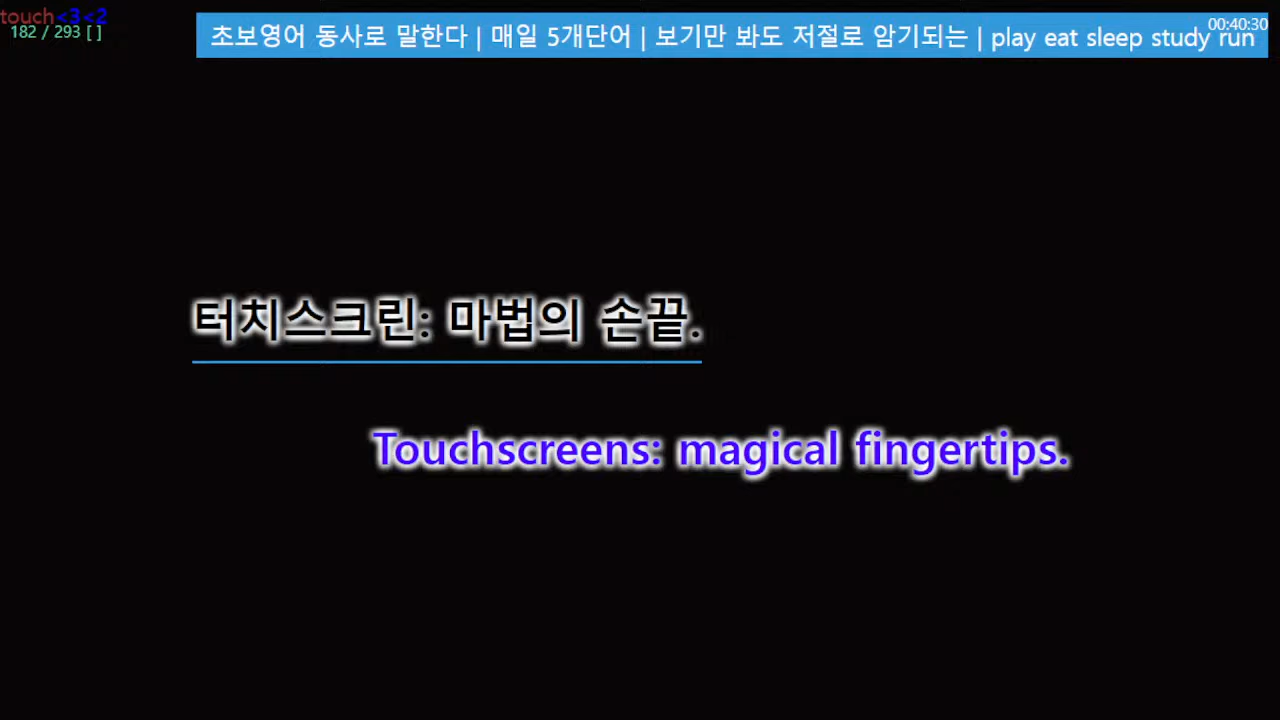 touch<3<2
182 / 293 [ ]
초보영어 동사로 말한다 | 매일 5개단어 | 보기만 봐도 저절로 암기되는 | play eat sleep study run
00:40:30
터치스크린: 마법의 손끝.
Touchscreens: magical fingertips.